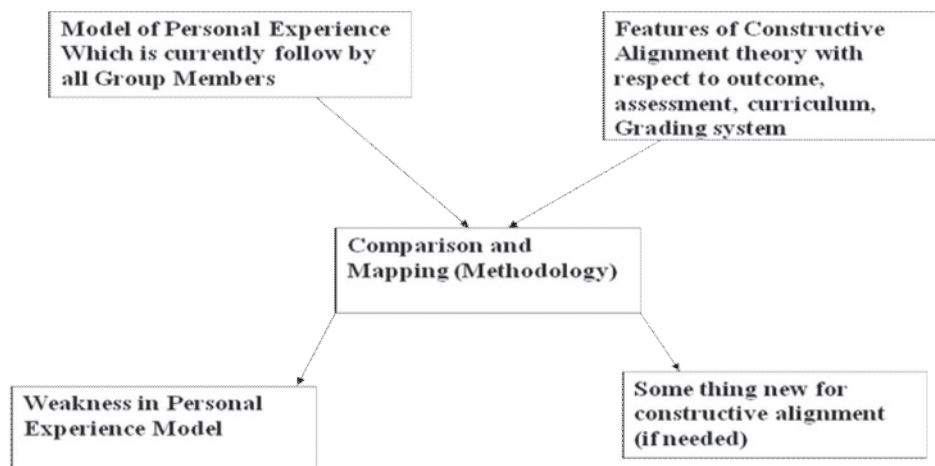 Model of Personal Experience
Which is currently follow by
all Group Members
Features of Constructive
Alignment theory with
respect to outcome,
assessment, curriculum,
Grading system
Comparison and
Mapping (Methodology)
Weakness in Personal
Experience Model
Some thing new for
constructive alignment
(if needed)